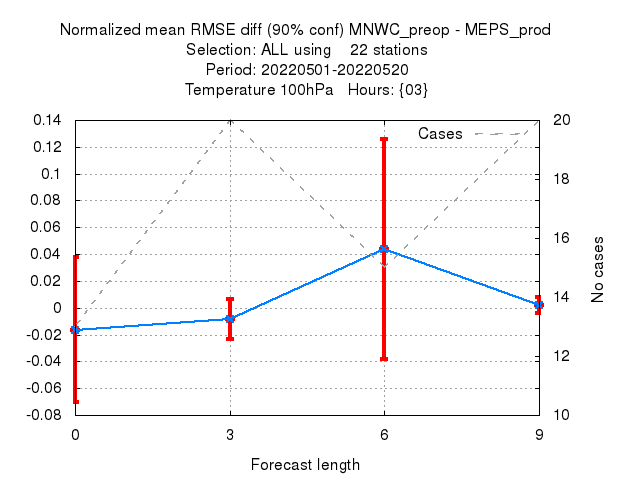 Normalized mean RMSE diff (90% conf) MNWC_preop - MEPS_prod
Selection: ALL using    22 stations
Period: 20220501-20220520
Temperature 100hPa   Hours: {03}
0.14
0.12
0.1
0.08
0.06
0.04
0.02
0
-0.02
-0.04
-0.06
-0.08
Cases
20
18
16
14
12
10
No cases
0 3 6 9
Forecast length